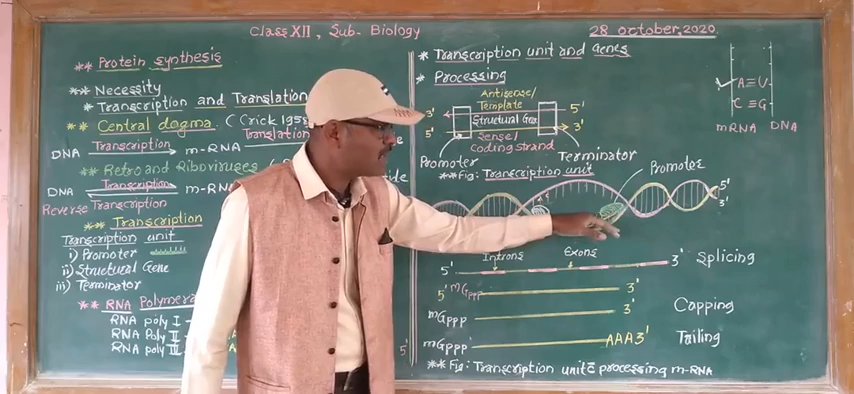 Class XII, Sub- Biology
28 october, 2020
** Protein synthesis
** Necessity
* Transcription and Translation
** Central dogma (Crick 1958
DNA Transcription m-RNA Translation
** Retro and Riboviruses
DNA Transcription m-RN
Reverse Transcription
** Transcription
Transcription unit
i) Promoter
ii) Structural Gene
iii) Terminator
** RNA Polymera
RNA poly I
RNA Poly II
RNA poly III
5'
* Transcription unit and Genes
* Processing
Antisense/
3' Template 5'
Structural Gene
5' Sense/ 3'
Coding strand
Promoter Terminator
**Fig: Transcription unit
Promoter
5'
3'
A≡U
C≡G
mRNA DNA
Introns Exons
5' 3' Splicing
5' mGppp 3'
mGppp 3' Capping
mGppp AAA3' Tailing
** Fig: Transcription unit c̄ processing m-RNA